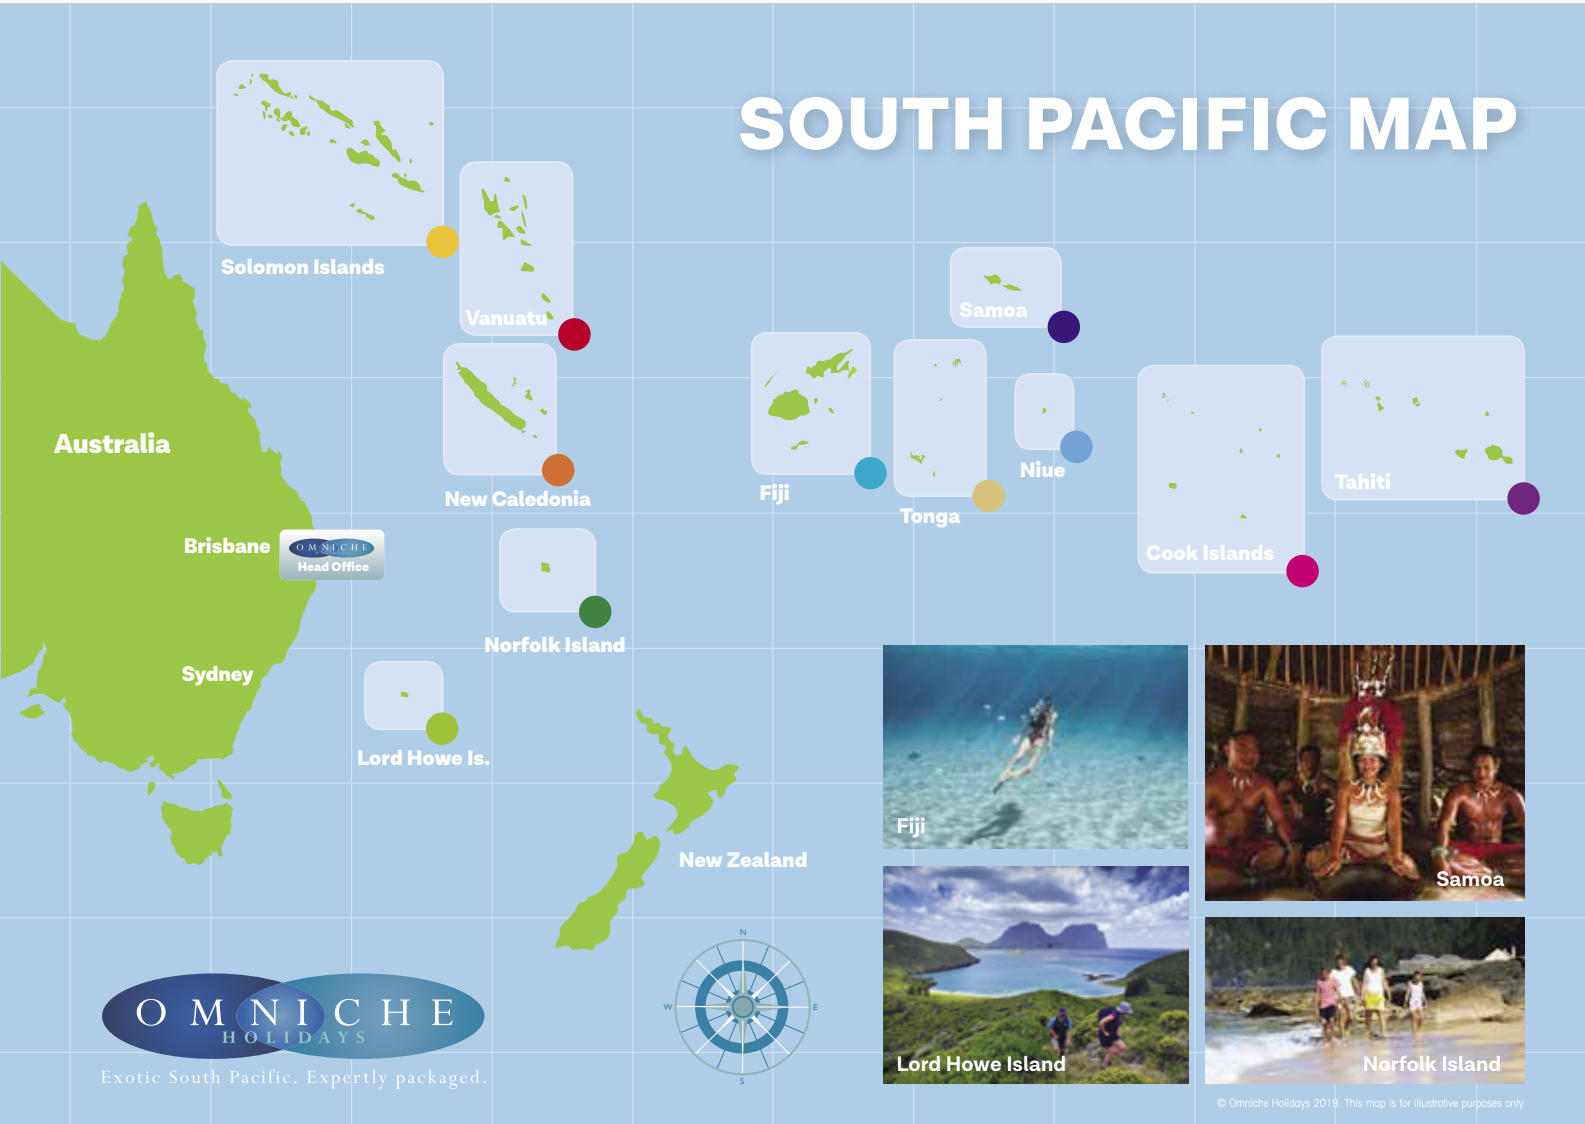 SOUTH PACIFIC MAP
Solomon Islands
Vanuatu
Samoa
Australia
New Caledonia
Fiji
Tonga
Niue
Tahiti
Cook Islands
Brisbane
OMNICHE
Head Office
Norfolk Island
Sydney
Lord Howe Is.
New Zealand
Fiji
Samoa
Lord Howe Island
Norfolk Island
N
W
E
S
OMNICHE
HOLIDAYS
Exotic South Pacific. Expertly packaged.
© Omniche Holidays 2019. This map is for illustrative purposes only.